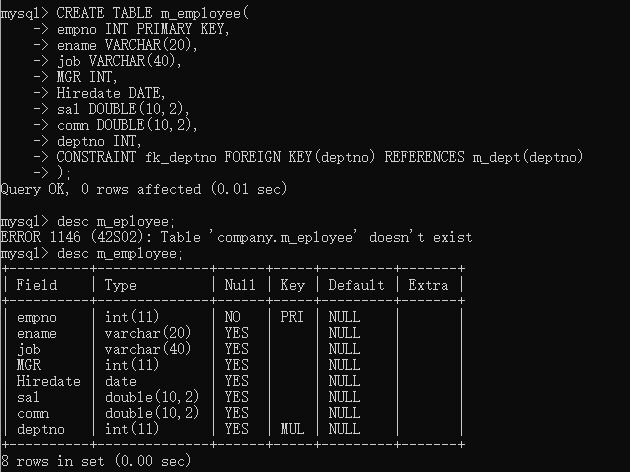 mysql> CREATE TABLE m_employee(
    -> empno INT PRIMARY KEY,
    -> ename VARCHAR(20),
    -> job VARCHAR(40),
    -> MGR INT,
    -> Hiredate DATE,
    -> sal DOUBLE(10,2),
    -> comn DOUBLE(10,2),
    -> deptno INT,
    -> CONSTRAINT fk_deptno FOREIGN KEY(deptno) REFERENCES m_dept(deptno)
    -> );
Query OK, 0 rows affected (0.01 sec)

mysql> desc m_eployee;
ERROR 1146 (42S02): Table 'company.m_eployee' doesn't exist
mysql> desc m_employee;
+----------+--------------+------+-----+---------+-------+
| Field    | Type         | Null | Key | Default | Extra |
+----------+--------------+------+-----+---------+-------+
| empno    | int(11)      | NO   | PRI | NULL    |       |
| ename    | varchar(20)  | YES  |     | NULL    |       |
| job      | varchar(40)  | YES  |     | NULL    |       |
| MGR      | int(11)      | YES  |     | NULL    |       |
| Hiredate | date         | YES  |     | NULL    |       |
| sal      | double(10,2) | YES  |     | NULL    |       |
| comn     | double(10,2) | YES  |     | NULL    |       |
| deptno   | int(11)      | YES  | MUL | NULL    |       |
+----------+--------------+------+-----+---------+-------+
8 rows in set (0.00 sec)